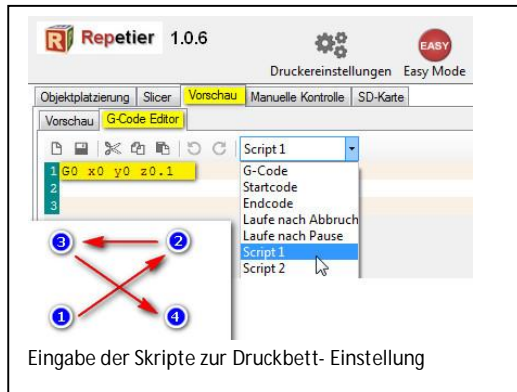 R Repetier 1.0.6
EASY
Druckereinstellungen Easy Mode
Objektplatzierung Slicer Vorschau Manuelle Kontrolle SD-Karte
Vorschau G-Code Editor
Script 1
1 G0 x0 y0 z0.1
2
3
G-Code
Startcode
Endcode
Laufe nach Abbruch
Laufe nach Pause
Script 1
Script 2
3 2
1 4
Eingabe der Skripte zur Druckbett- Einstellung